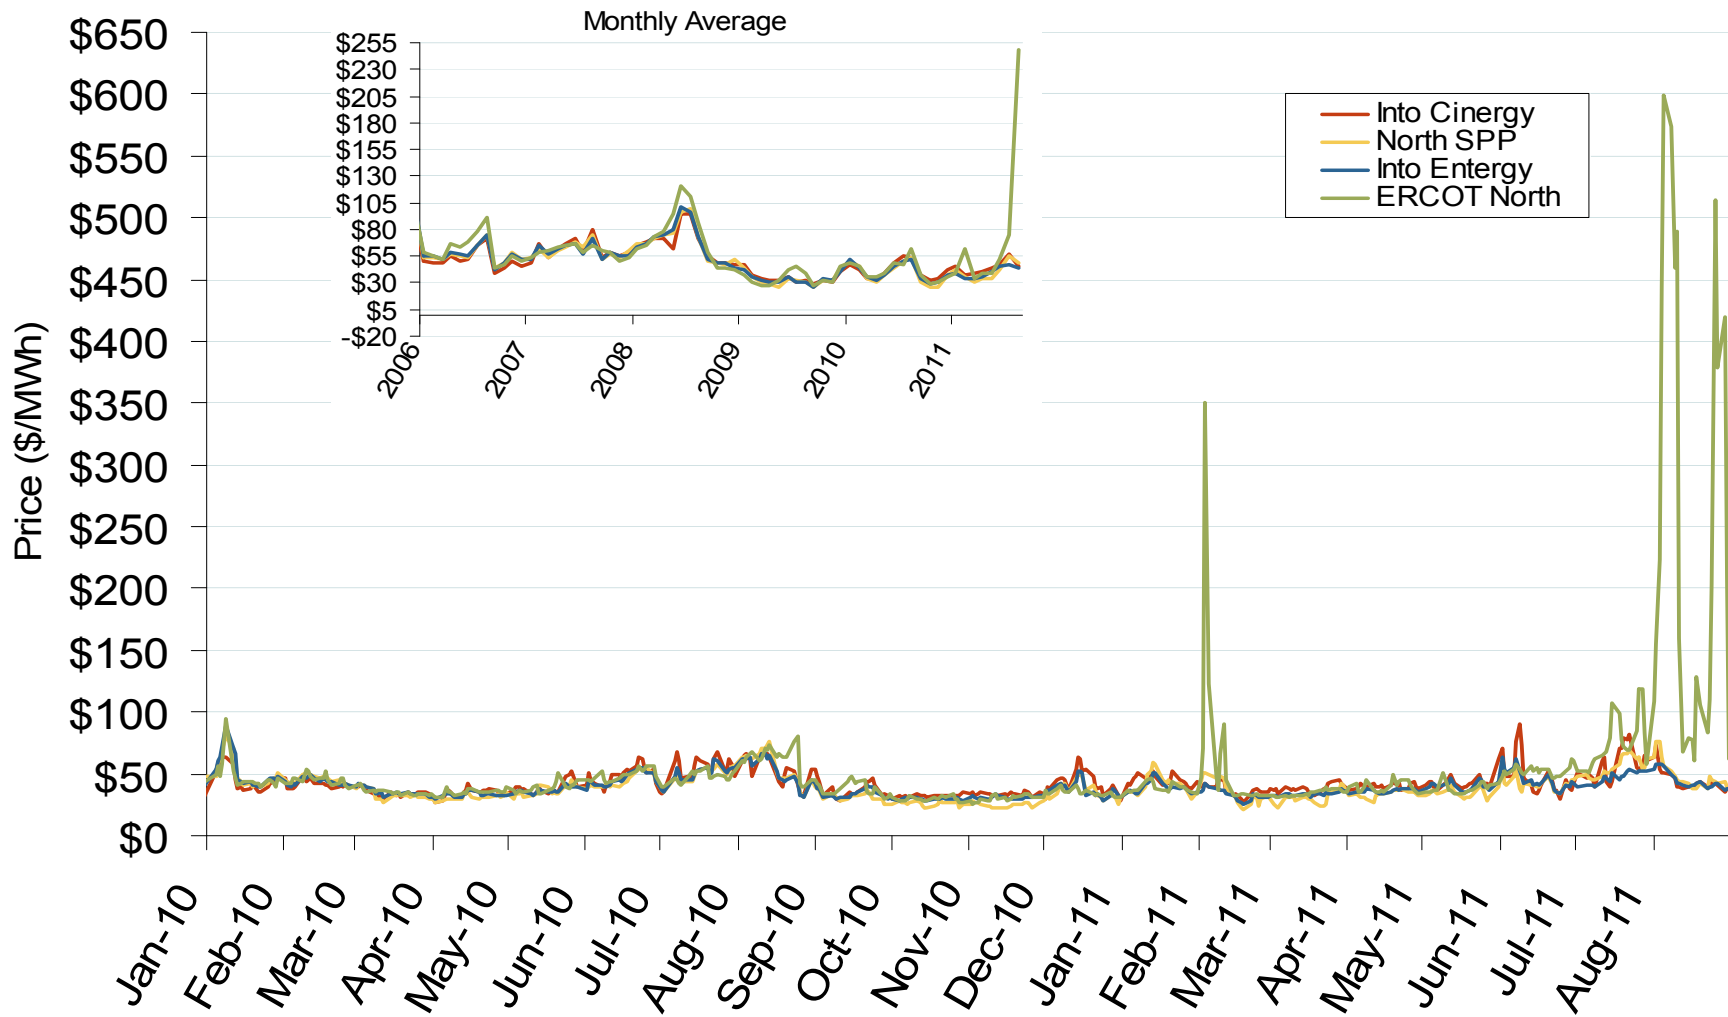 Monthly Average
$255
$230
$205
$180
$155
$130
$105
$80
$55
$30
$5
-$20
2006
2007
2008
2009
2010
2011
$650
$600
$550
$500
$450
$400
$350
$300
$250
$200
$150
$100
$50
$0
Price ($/MWh)
Into Cinergy
North SPP
Into Entergy
ERCOT North
Jan-10
Feb-10
Mar-10
Apr-10
May-10
Jun-10
Jul-10
Aug-10
Sep-10
Oct-10
Nov-10
Dec-10
Jan-11
Feb-11
Mar-11
Apr-11
May-11
Jun-11
Jul-11
Aug-11